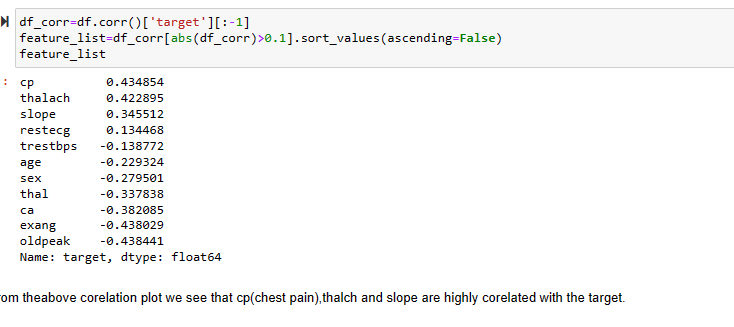 df_corr=df.corr()['target'][:-1]
feature_list=df_corr[abs(df_corr)>0.1].sort_values(ascending=False)
feature_list
: cp 0.434854
thalach 0.422895
slope 0.345512
restecg 0.134468
trestbps -0.138772
age -0.229324
sex -0.279501
thal -0.337838
ca -0.382085
exang -0.438029
oldpeak -0.438441
Name: target, dtype: float64
om theabove corelation plot we see that cp(chest pain),thalch and slope are highly corelated with the target.